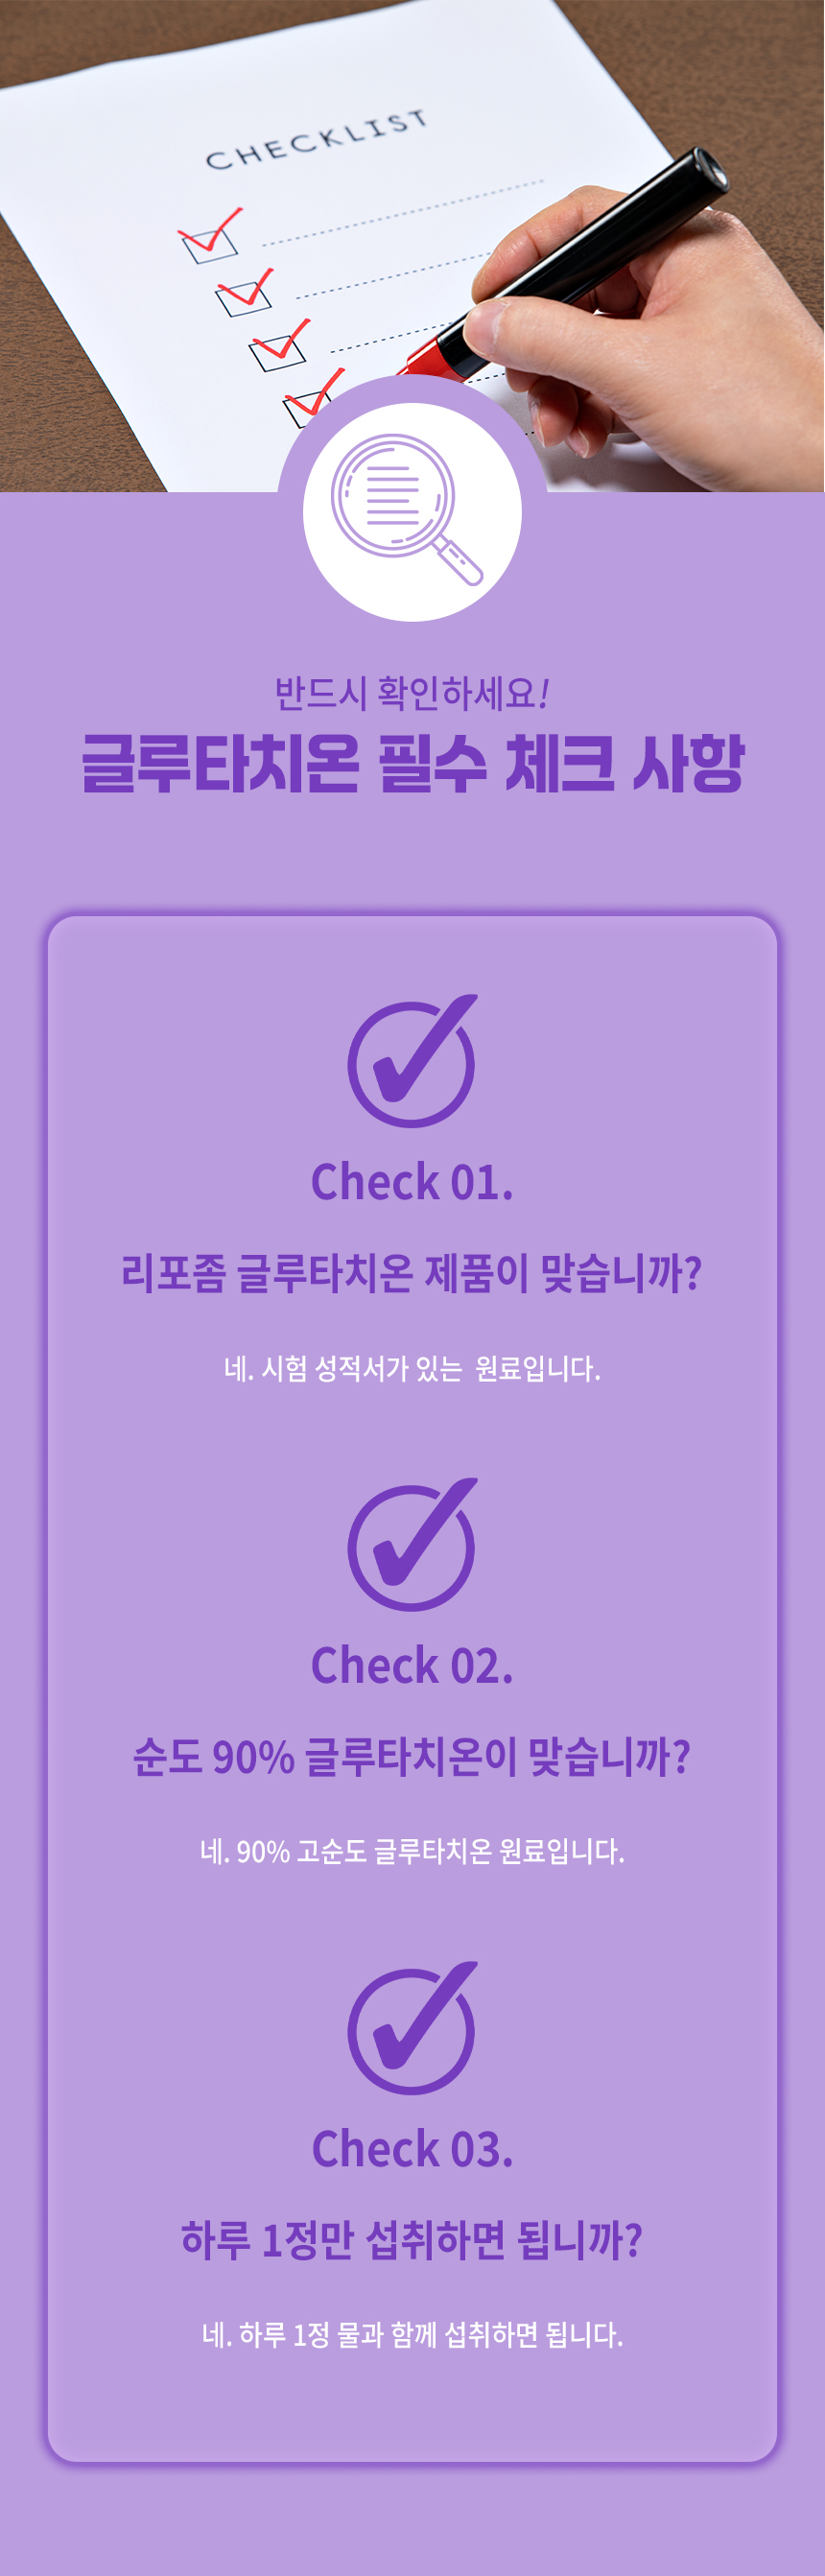 CHECKLIST
반드시 확인하세요!
글루타치온 필수 체크 사항
Check 01.
리포좀 글루타치온 제품이 맞습니까?
네. 시험 성적서가 있는 원료입니다.
Check 02.
순도 90% 글루타치온이 맞습니까?
네. 90% 고순도 글루타치온 원료입니다.
Check 03.
하루 1정만 섭취하면 됩니까?
네. 하루 1정 물과 함께 섭취하면 됩니다.